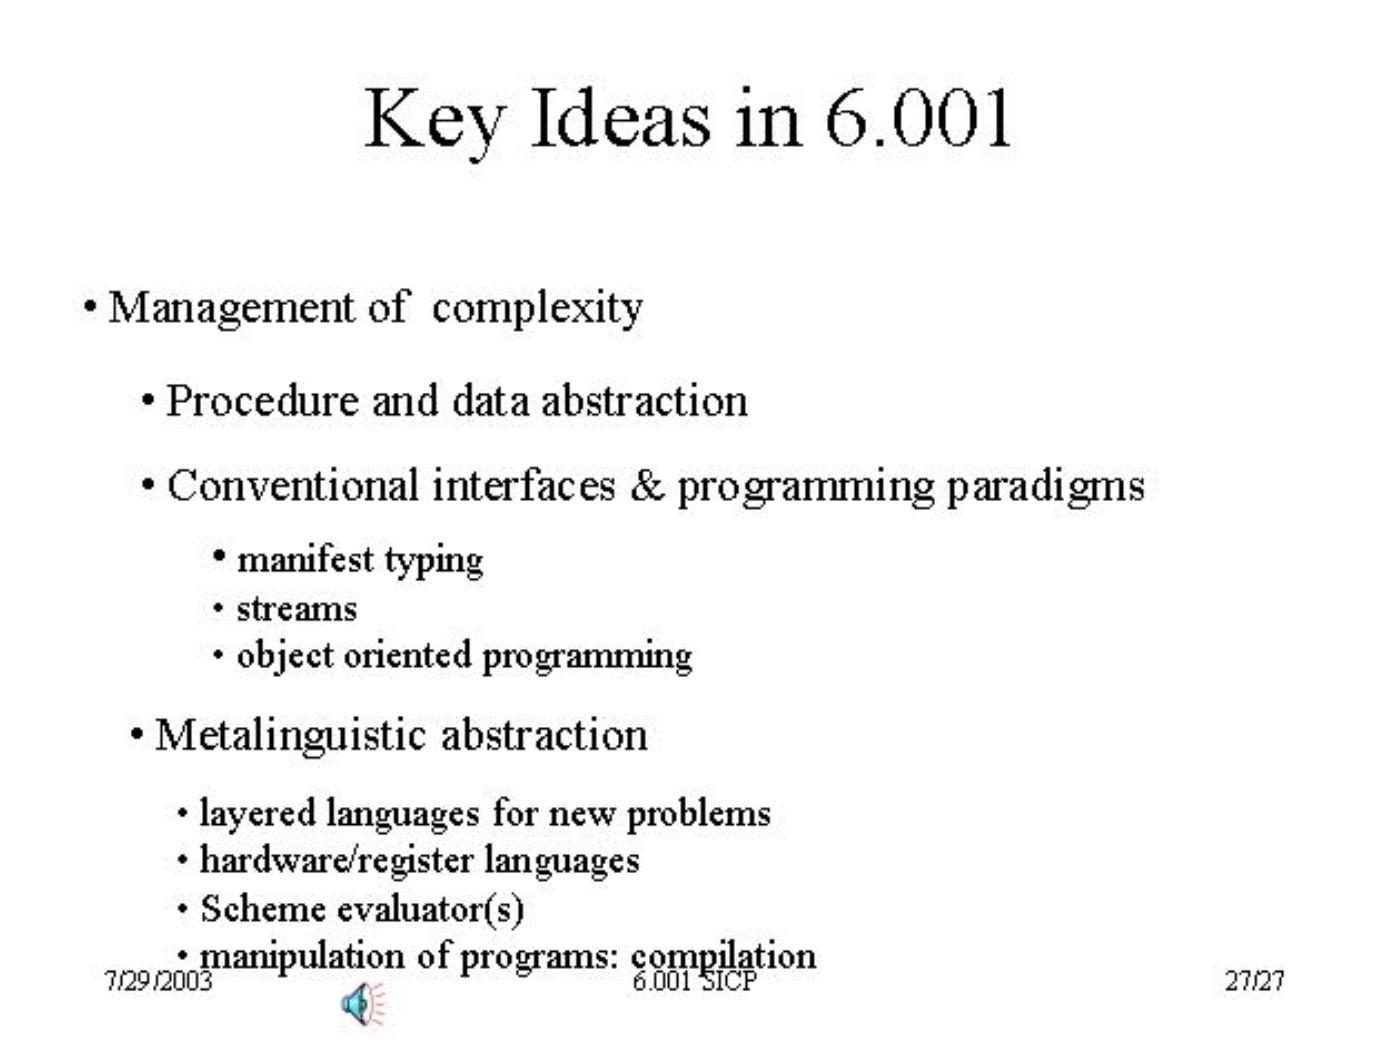 Key Ideas in 6.001
• Management of complexity
• Procedure and data abstraction
• Conventional interfaces & programming paradigms
• manifest typing
• streams
• object oriented programming
• Metalinguistic abstraction
• layered languages for new problems
• hardware/register languages
• Scheme evaluator(s)
• manipulation of programs: compilation
7/29/2003 6.001 SICP 27/27